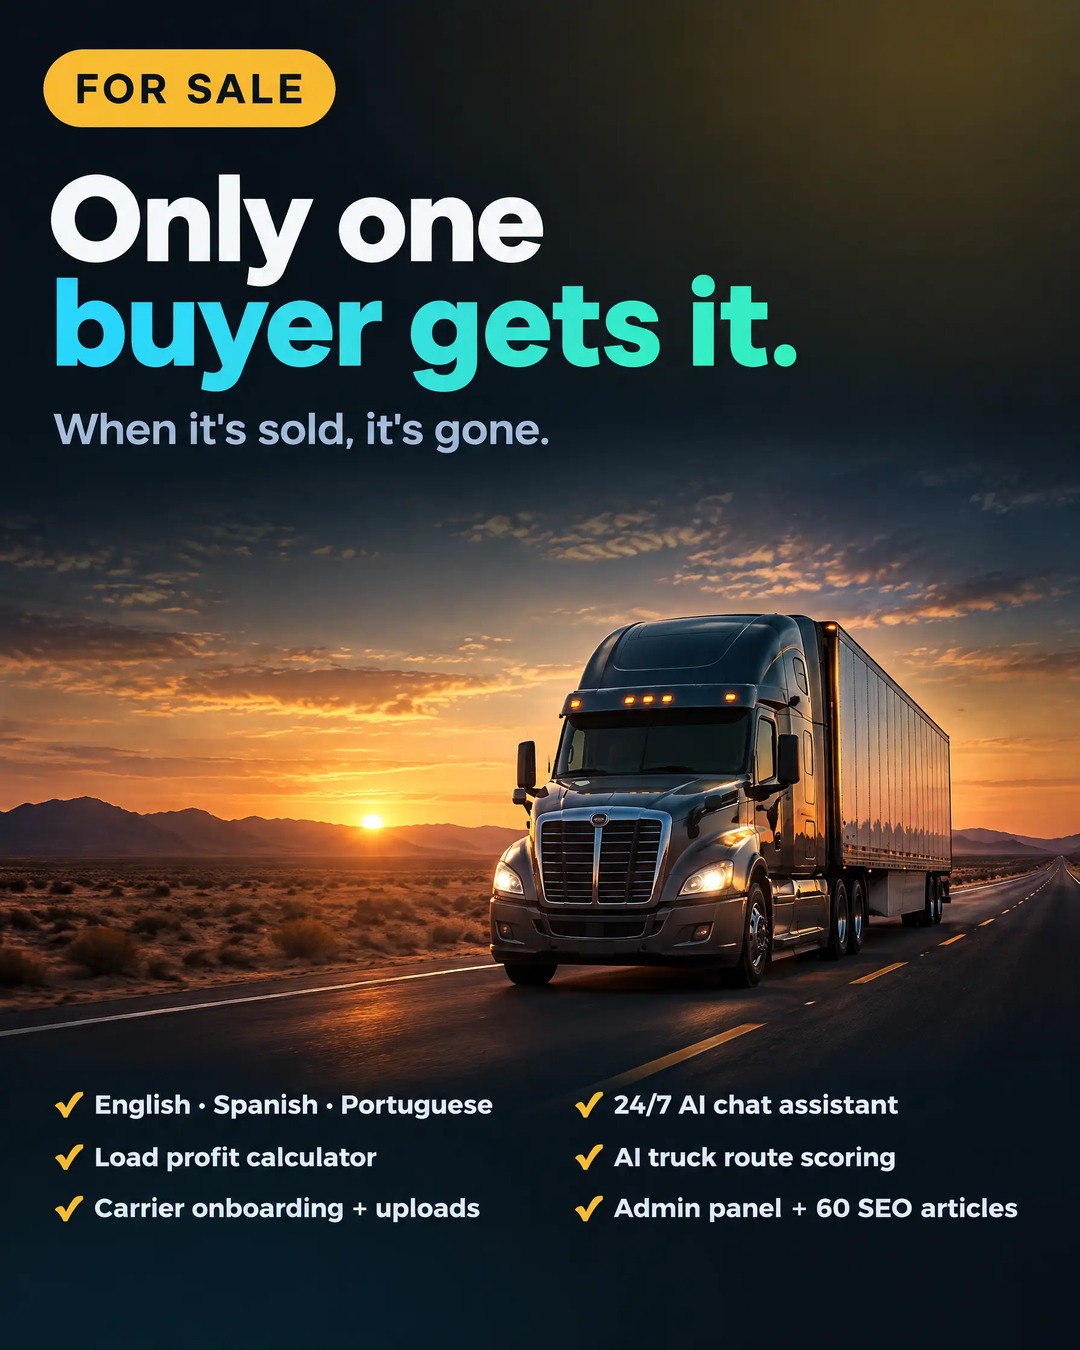 FOR SALE
Only one
buyer gets it.
When it's sold, it's gone.
✓ English · Spanish · Portuguese
✓ Load profit calculator
✓ Carrier onboarding + uploads
✓ 24/7 AI chat assistant
✓ AI truck route scoring
✓ Admin panel + 60 SEO articles